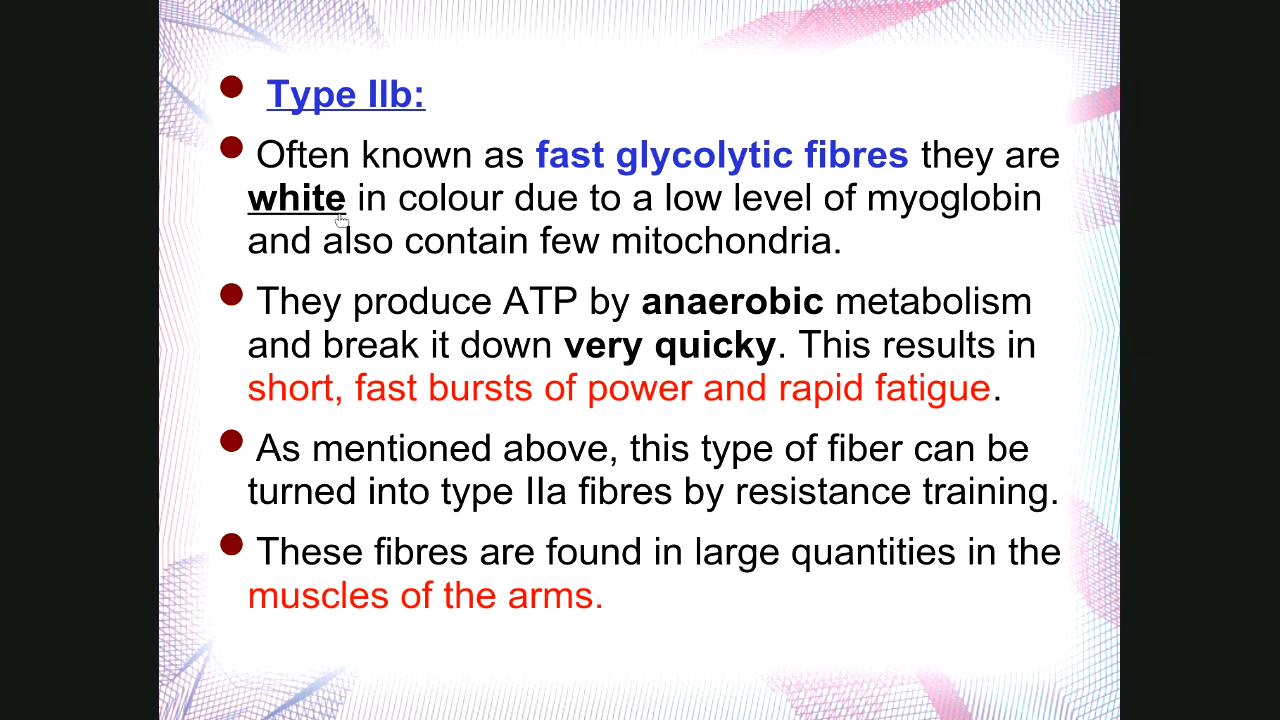 Type IIb:
Often known as fast glycolytic fibres they are
white in colour due to a low level of myoglobin
and also contain few mitochondria.
They produce ATP by anaerobic metabolism
and break it down very quicky. This results in
short, fast bursts of power and rapid fatigue.
As mentioned above, this type of fiber can be
turned into type IIa fibres by resistance training.
These fibres are found in large quantities in the
muscles of the arms.